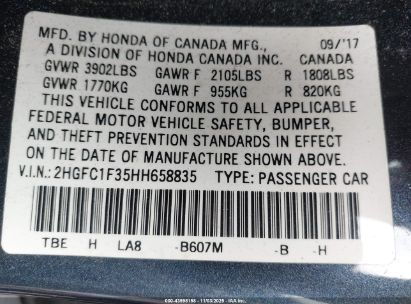 MFD. BY HONDA OF CANADA MFG., 09/'17
A DIVISION OF HONDA CANADA INC. CANADA
GVWR 3902LBS GAWR F 2105LBS R 1808LBS
GVWR 1770KG GAWR F 955KG R 820KG
THIS VEHICLE CONFORMS TO ALL APPLICABLE
FEDERAL MOTOR VEHICLE SAFETY, BUMPER,
AND THEFT PREVENTION STANDARDS IN EFFECT
ON THE DATE OF MANUFACTURE SHOWN ABOVE.
V.I.N.: 2HGFC1F35HH658835 TYPE: PASSENGER CAR
TBE H LA8 -B607M -B -H